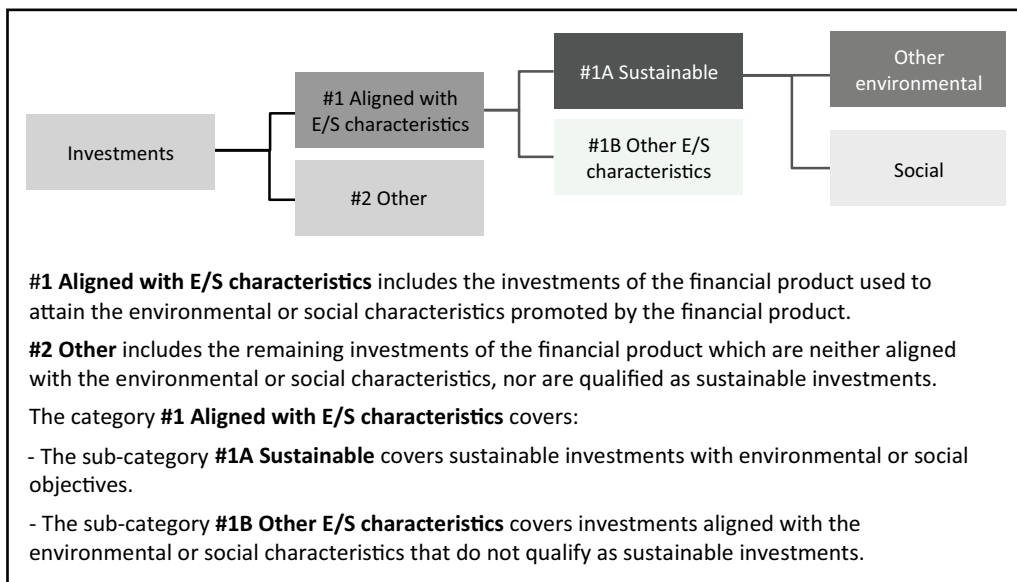 Investments
#1 Aligned with
E/S characteristics
#2 Other
#1A Sustainable
#1B Other E/S
characteristics
Other
environmental
Social
#1 Aligned with E/S characteristics includes the investments of the financial product used to
attain the environmental or social characteristics promoted by the financial product.
#2 Other includes the remaining investments of the financial product which are neither aligned
with the environmental or social characteristics, nor are qualified as sustainable investments.
The category #1 Aligned with E/S characteristics covers:
- The sub-category #1A Sustainable covers sustainable investments with environmental or social
objectives.
- The sub-category #1B Other E/S characteristics covers investments aligned with the
environmental or social characteristics that do not qualify as sustainable investments.